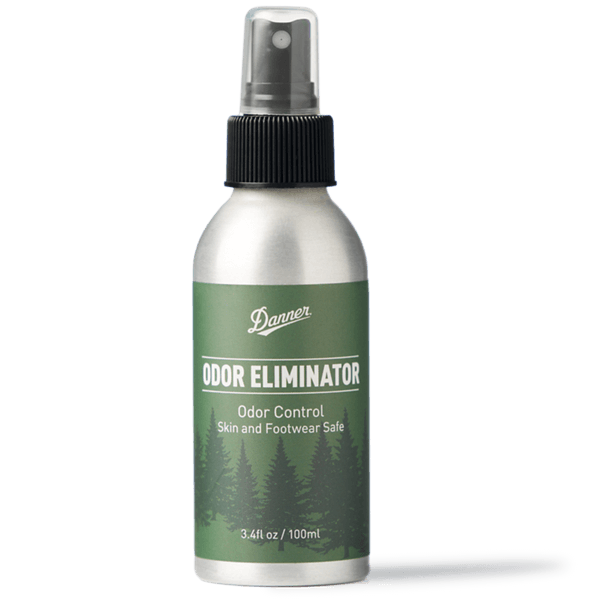 Danner
ODOR ELIMINATOR
Odor Control
Skin and Footwear Safe
3.4fl oz / 100ml